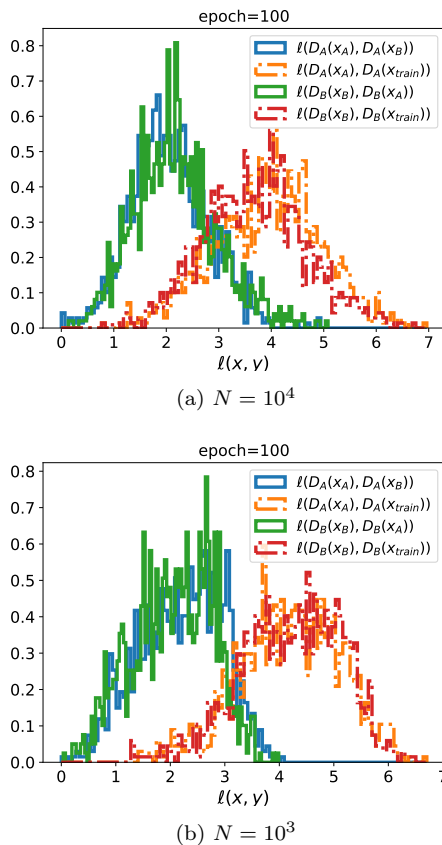 epoch=100
0.8
0.7
0.6
0.5
0.4
0.3
0.2
0.1
0.0
ℓ(D_A(x_A), D_A(x_B))
ℓ(D_A(x_A), D_A(x_train))
ℓ(D_B(x_B), D_B(x_A))
ℓ(D_B(x_B), D_B(x_train))
0 1 2 3 4 5 6 7
ℓ(x, y)
(a) N = 10^4
epoch=100
0.8
0.7
0.6
0.5
0.4
0.3
0.2
0.1
0.0
ℓ(D_A(x_A), D_A(x_B))
ℓ(D_A(x_A), D_A(x_train))
ℓ(D_B(x_B), D_B(x_A))
ℓ(D_B(x_B), D_B(x_train))
0 1 2 3 4 5 6 7
ℓ(x, y)
(b) N = 10^3